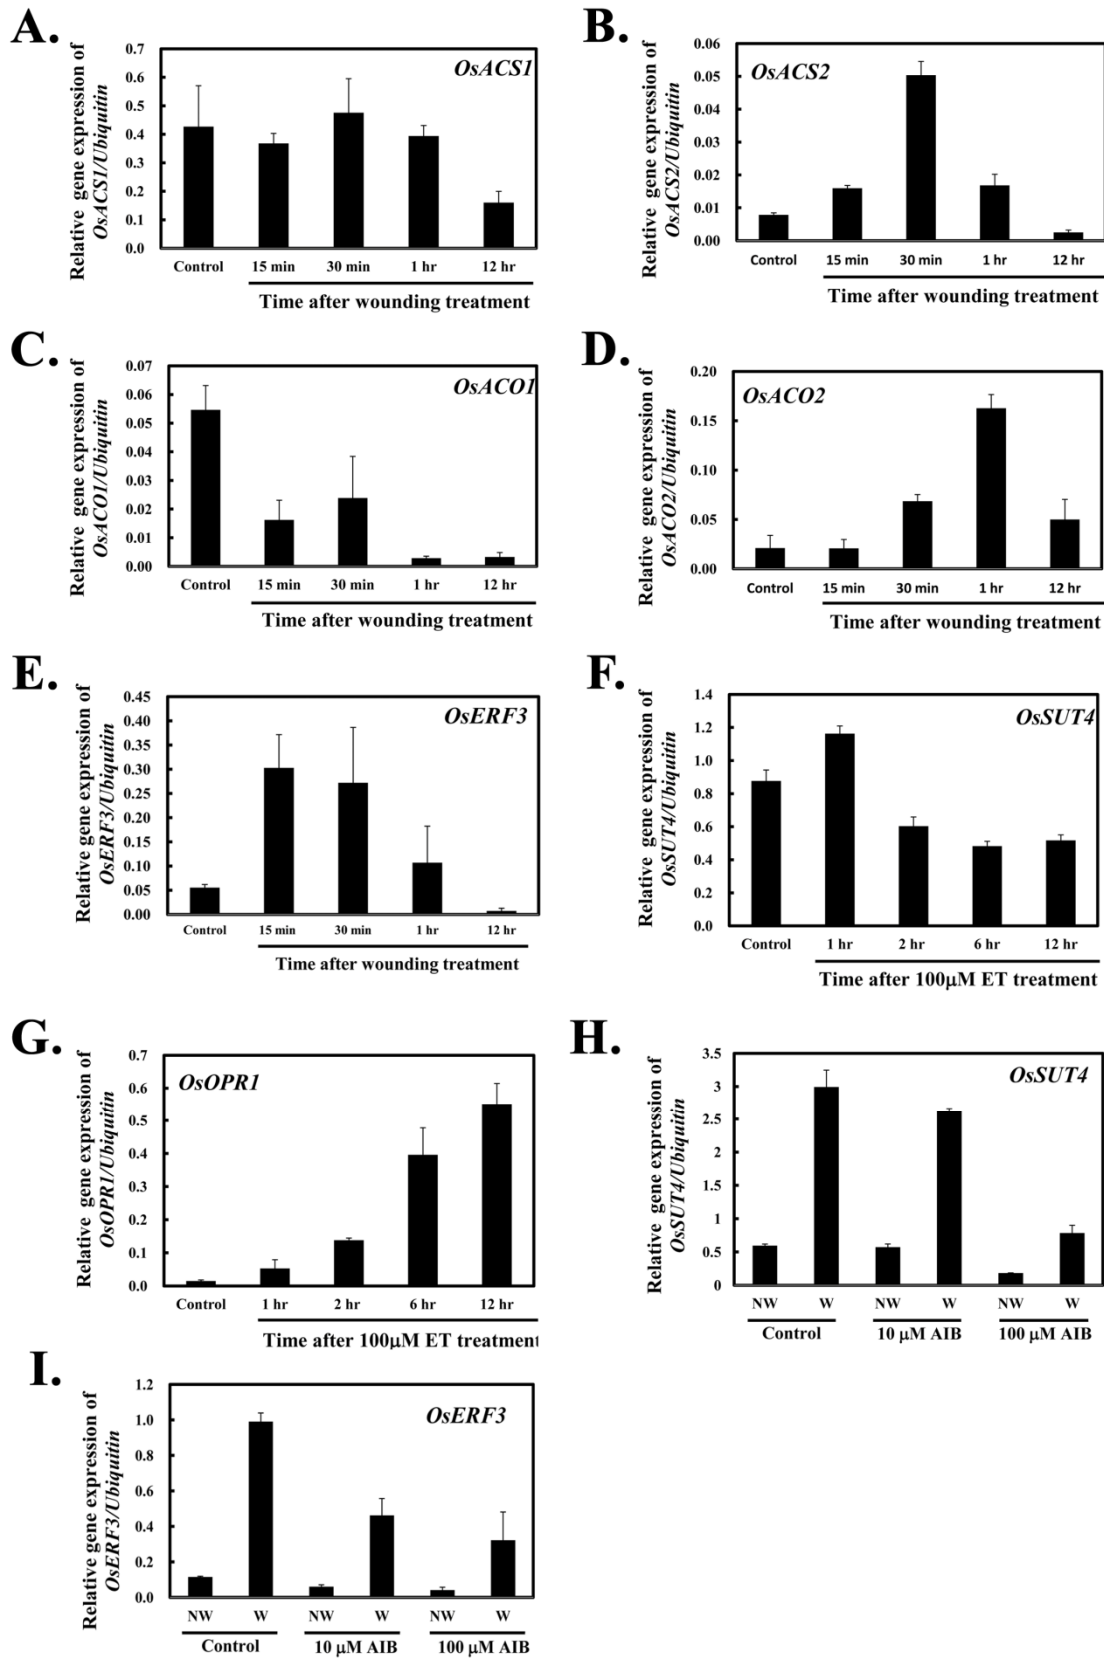 A.
Relative gene expression of
OsACS1/Ubiquitin
0.7
0.6
0.5
0.4
0.3
0.2
0.1
0.0
OsACS1
Control 15 min 30 min 1 hr 12 hr
Time after wounding treatment
B.
Relative gene expression of
OsACS2/Ubiquitin
0.06
0.05
0.04
0.03
0.02
0.01
0.00
OsACS2
Control 15 min 30 min 1 hr 12 hr
Time after wounding treatment
C.
Relative gene expression of
OsACO1/Ubiquitin
0.07
0.06
0.05
0.04
0.03
0.02
0.01
0.00
OsACO1
Control 15 min 30 min 1 hr 12 hr
Time after wounding treatment
D.
Relative gene expression of
OsACO2/Ubiquitin
0.20
0.15
0.10
0.05
0.00
OsACO2
Control 15 min 30 min 1 hr 12 hr
Time after wounding treatment
E.
Relative gene expression of
OsERF3/Ubiquitin
0.45
0.40
0.35
0.30
0.25
0.20
0.15
0.10
0.05
0.00
OsERF3
Control 15 min 30 min 1 hr 12 hr
Time after wounding treatment
F.
Relative gene expression of
OsSUT4/Ubiquitin
1.4
1.2
1.0
0.8
0.6
0.4
0.2
0.0
OsSUT4
Control 1 hr 2 hr 6 hr 12 hr
Time after 100μM ET treatment
G.
Relative gene expression of
OsOPR1/Ubiquitin
0.7
0.6
0.5
0.4
0.3
0.2
0.1
0.0
OsOPR1
Control 1 hr 2 hr 6 hr 12 hr
Time after 100μM ET treatment
H.
Relative gene expression of
OsSUT4/Ubiquitin
3.5
3
2.5
2
1.5
1
0.5
0
OsSUT4
NW W NW W NW W
Control 10 μM AIB 100 μM AIB
I.
Relative gene expression of
OsERF3/Ubiquitin
1.2
1.0
0.8
0.6
0.4
0.2
0.0
OsERF3
NW W NW W NW W
Control 10 μM AIB 100 μM AIB